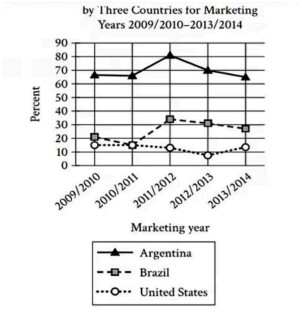 by Three Countries for Marketing
Years 2009/2010–2013/2014
90
80
70
60
50
40
30
20
10
0
Percent
2009/2010
2010/2011
2011/2012
2012/2013
2013/2014
Marketing year
Argentina
Brazil
United States